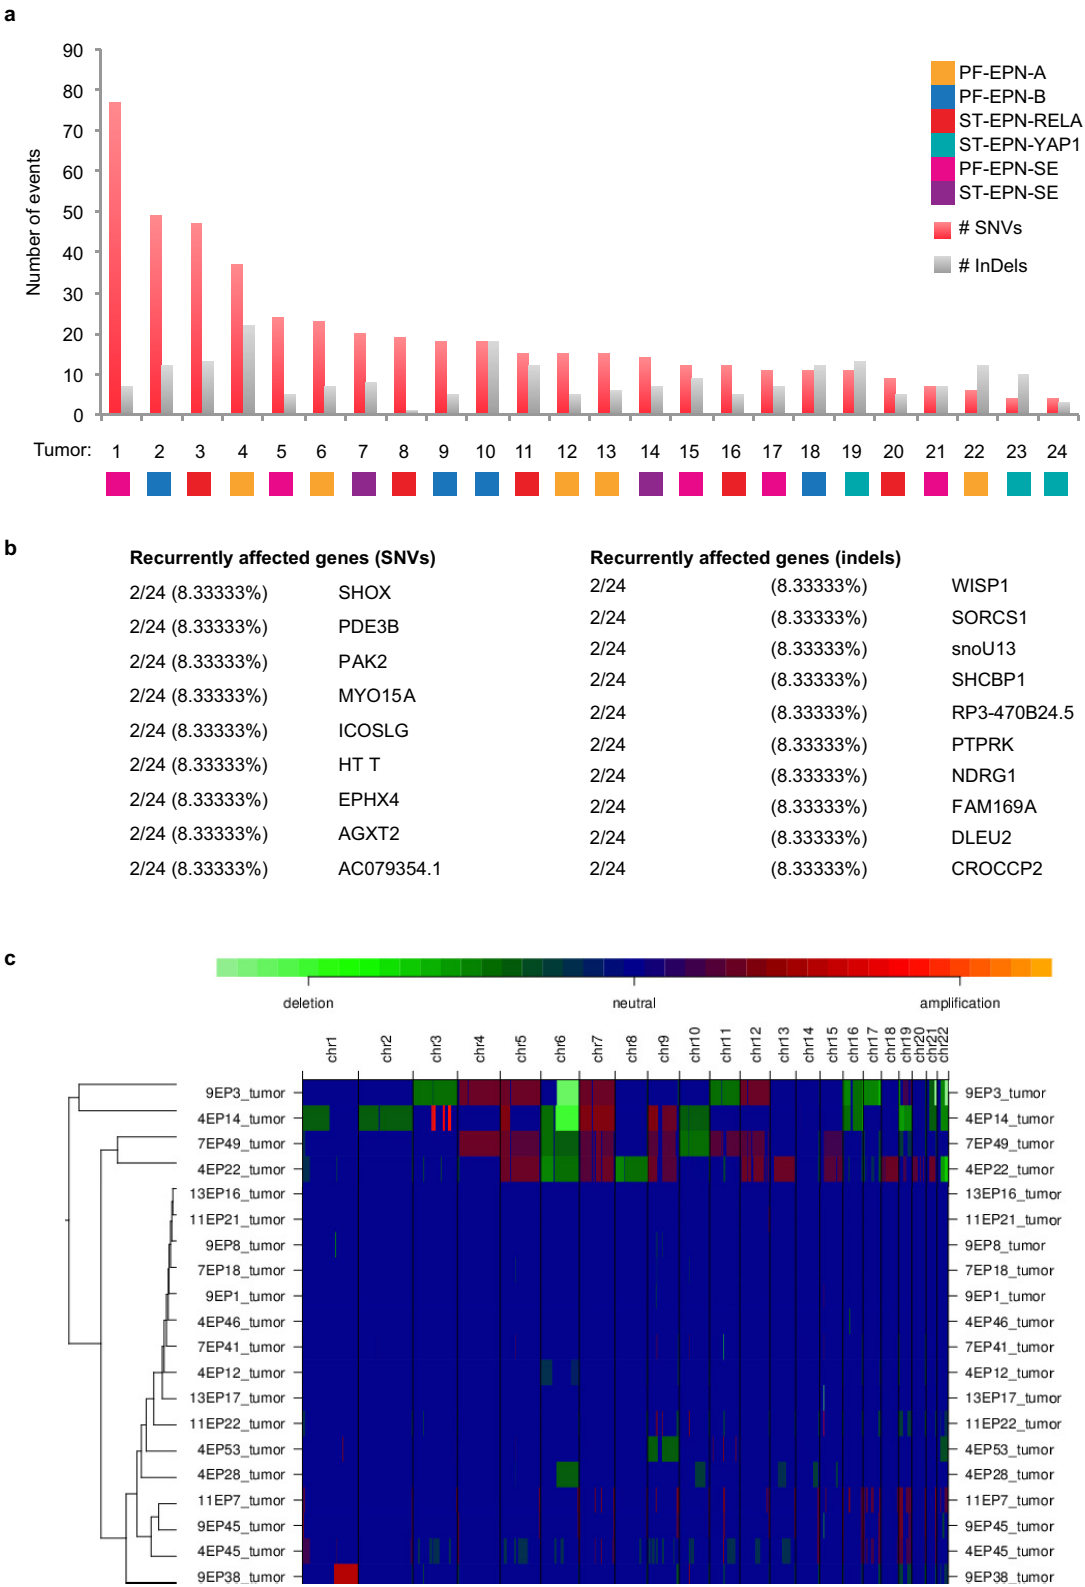 a
90
80
70
60
50
40
30
20
10
0
Number of events
PF-EPN-A
PF-EPN-B
ST-EPN-RELA
ST-EPN-YAP1
PF-EPN-SE
ST-EPN-SE
# SNVs
# InDels
Tumor: 1 2 3 4 5 6 7 8 9 10 11 12 13 14 15 16 17 18 19 20 21 22 23 24
b
Recurrently affected genes (SNVs)
2/24 (8.33333%) SHOX
2/24 (8.33333%) PDE3B
2/24 (8.33333%) PAK2
2/24 (8.33333%) MYO15A
2/24 (8.33333%) ICOSLG
2/24 (8.33333%) HT T
2/24 (8.33333%) EPHX4
2/24 (8.33333%) AGXT2
2/24 (8.33333%) AC079354.1
Recurrently affected genes (indels)
2/24 (8.33333%) WISP1
2/24 (8.33333%) SORCS1
2/24 (8.33333%) snoU13
2/24 (8.33333%) SHCBP1
2/24 (8.33333%) RP3-470B24.5
2/24 (8.33333%) PTPRK
2/24 (8.33333%) NDRG1
2/24 (8.33333%) FAM169A
2/24 (8.33333%) DLEU2
2/24 (8.33333%) CROCCP2
c
deletion neutral amplification
chr1 chr2 chr3 chr4 chr5 chr6 chr7 chr8 chr9 chr10 chr11 chr12 chr13 chr14 chr15 chr16 chr17 chr18 chr19 chr20 chr21 chr22
9EP3_tumor 9EP3_tumor
4EP14_tumor 4EP14_tumor
7EP49_tumor 7EP49_tumor
4EP22_tumor 4EP22_tumor
13EP16_tumor 13EP16_tumor
11EP21_tumor 11EP21_tumor
9EP8_tumor 9EP8_tumor
7EP18_tumor 7EP18_tumor
9EP1_tumor 9EP1_tumor
4EP46_tumor 4EP46_tumor
7EP41_tumor 7EP41_tumor
4EP12_tumor 4EP12_tumor
13EP17_tumor 13EP17_tumor
11EP22_tumor 11EP22_tumor
4EP53_tumor 4EP53_tumor
4EP28_tumor 4EP28_tumor
11EP7_tumor 11EP7_tumor
9EP45_tumor 9EP45_tumor
4EP45_tumor 4EP45_tumor
9EP38_tumor 9EP38_tumor